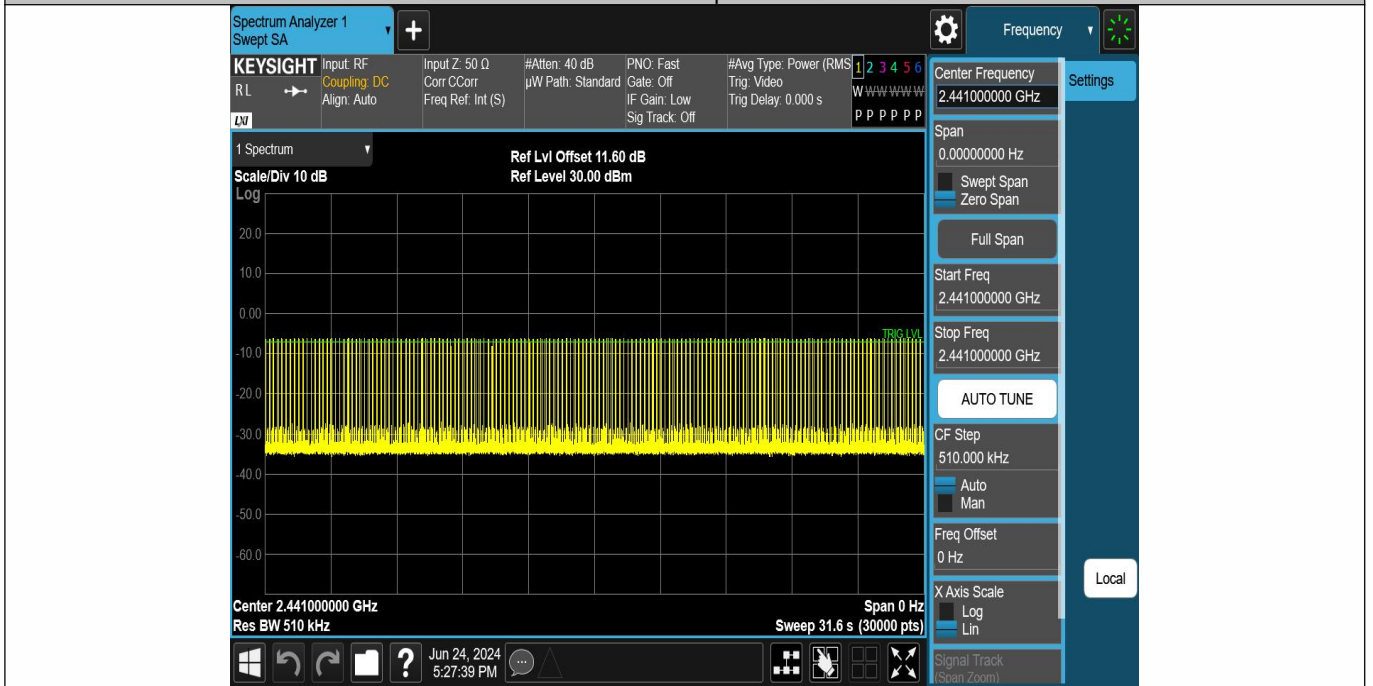 Spectrum Analyzer 1
Swept SA
+
Frequency
KEYSIGHT
RL
LXI
Input: RF
Coupling: DC
Align: Auto
Input Z: 50 Ω
Corr CCorr
Freq Ref: Int (S)
#Atten: 40 dB
µW Path: Standard
PNO: Fast
Gate: Off
IF Gain: Low
Sig Track: Off
#Avg Type: Power (RMS
Trig: Video
Trig Delay: 0.000 s
1 2 3 4 5 6
W W W W W W
P P P P P P
1 Spectrum
Scale/Div 10 dB
Ref Lvl Offset 11.60 dB
Ref Level 30.00 dBm
Log
20.0
10.0
0.00
-10.0
-20.0
-30.0
-40.0
-50.0
-60.0
TRIG LVL
Center 2.441000000 GHz
Res BW 510 kHz
Span 0 Hz
Sweep 31.6 s (30000 pts)
?
Jun 24, 2024
5:27:39 PM
Center Frequency
2.441000000 GHz
Settings
Span
0.00000000 Hz
Swept Span
Zero Span
Full Span
Start Freq
2.441000000 GHz
Stop Freq
2.441000000 GHz
AUTO TUNE
CF Step
510.000 kHz
Auto
Man
Freq Offset
0 Hz
X Axis Scale
Log
Lin
Signal Track
(Span Zoom)
Local